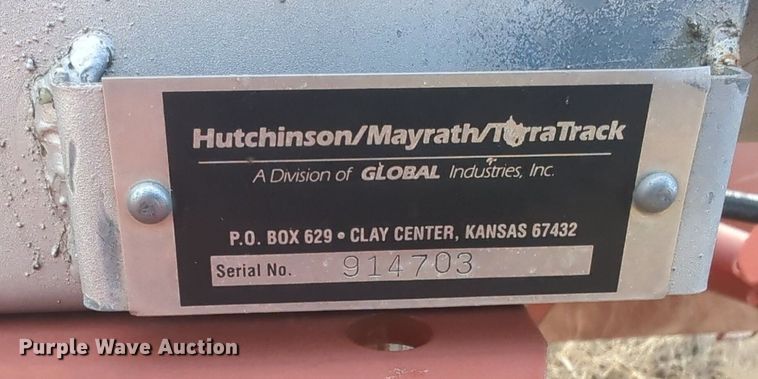 Hutchinson/Mayrath/TerraTrack
A Division of GLOBAL Industries, Inc.
P.O. BOX 629 • CLAY CENTER, KANSAS 67432
Serial No. 914703
Purple Wave Auction